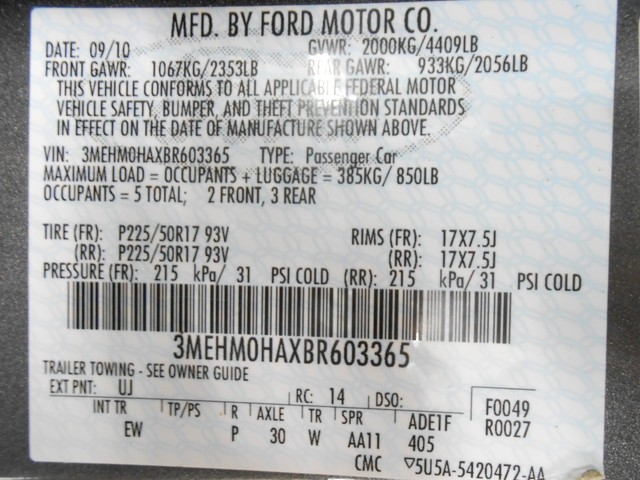 MFD. BY FORD MOTOR CO.
DATE: 09/10 GVWR: 2000KG/4409LB
FRONT GAWR: 1067KG/2353LB REAR GAWR: 933KG/2056LB
THIS VEHICLE CONFORMS TO ALL APPLICABLE FEDERAL MOTOR
VEHICLE SAFETY, BUMPER, AND THEFT PREVENTION STANDARDS
IN EFFECT ON THE DATE OF MANUFACTURE SHOWN ABOVE.
VIN: 3MEHM0HAXBR603365 TYPE: Passenger Car
MAXIMUM LOAD = OCCUPANTS + LUGGAGE = 385KG/ 850LB
OCCUPANTS = 5 TOTAL; 2 FRONT, 3 REAR
TIRE (FR): P225/50R17 93V RIMS (FR): 17X7.5J
(RR): P225/50R17 93V (RR): 17X7.5J
PRESSURE (FR): 215 kPa/ 31 PSI COLD (RR): 215 kPa/ 31 PSI COLD
3MEHM0HAXBR603365
TRAILER TOWING - SEE OWNER GUIDE
EXT PNT: UJ RC: 14 DSO: F0049
INT TR TP/PS R AXLE TR SPR ADE1F R0027
EW P 30 W AA11 405
CMC 5U5A-5420472-AA